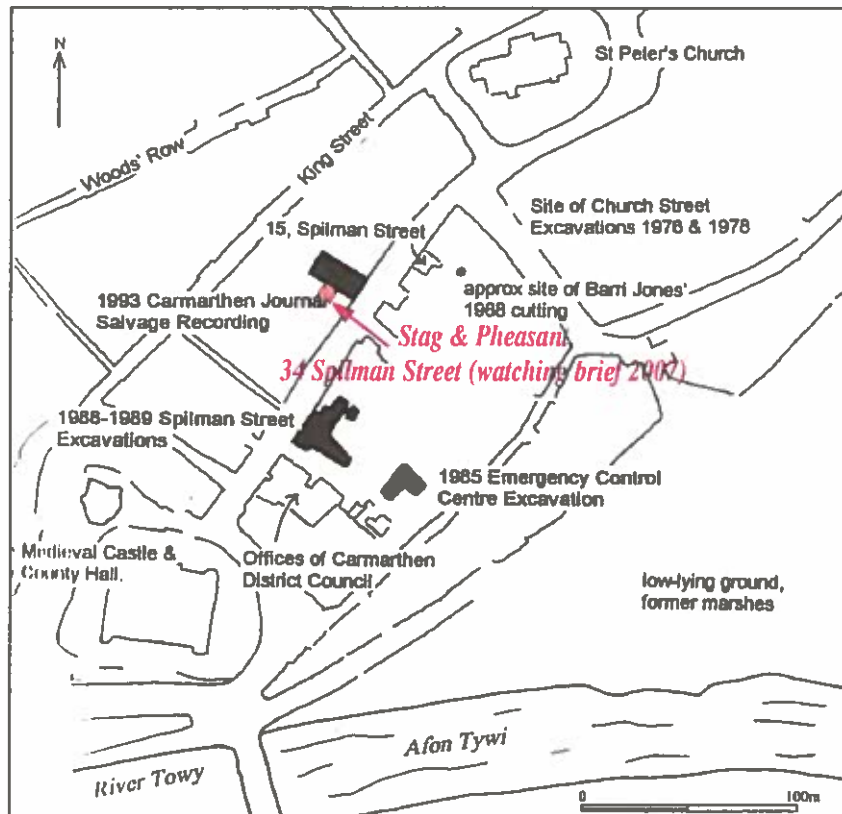 N
St Peter's Church
Woods' Row
King Street
Site of Church Street
Excavations 1976 & 1978
15, Spilman Street
approx site of Barri Jones'
1968 cutting
1993 Carmarthen Journal
Salvage Recording
Stag & Pheasant
34 Spilman Street (watching brief 2007)
1988-1989 Spilman Street
Excavations
1985 Emergency Control
Centre Excavation
Medieval Castle &
County Hall.
Offices of Carmarthen
District Council
low-lying ground,
former marshes
Afon Tywi
River Towy
0
100m